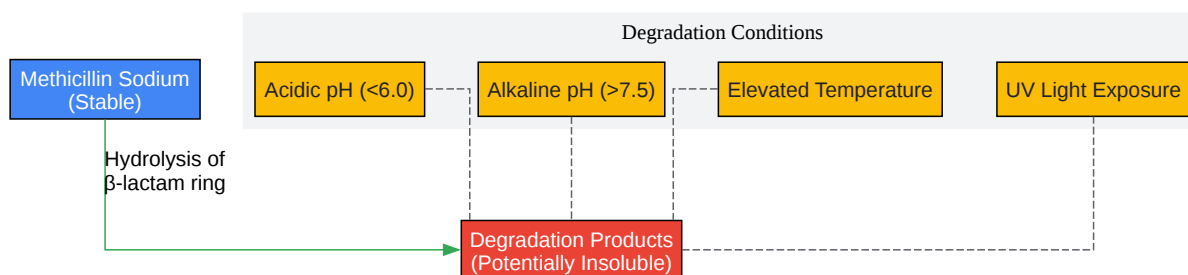 Degradation Conditions
Methicillin Sodium
(Stable)
Acidic pH (<6.0)
Alkaline pH (>7.5)
Elevated Temperature
UV Light Exposure
Hydrolysis of
β-lactam ring
Degradation Products
(Potentially Insoluble)